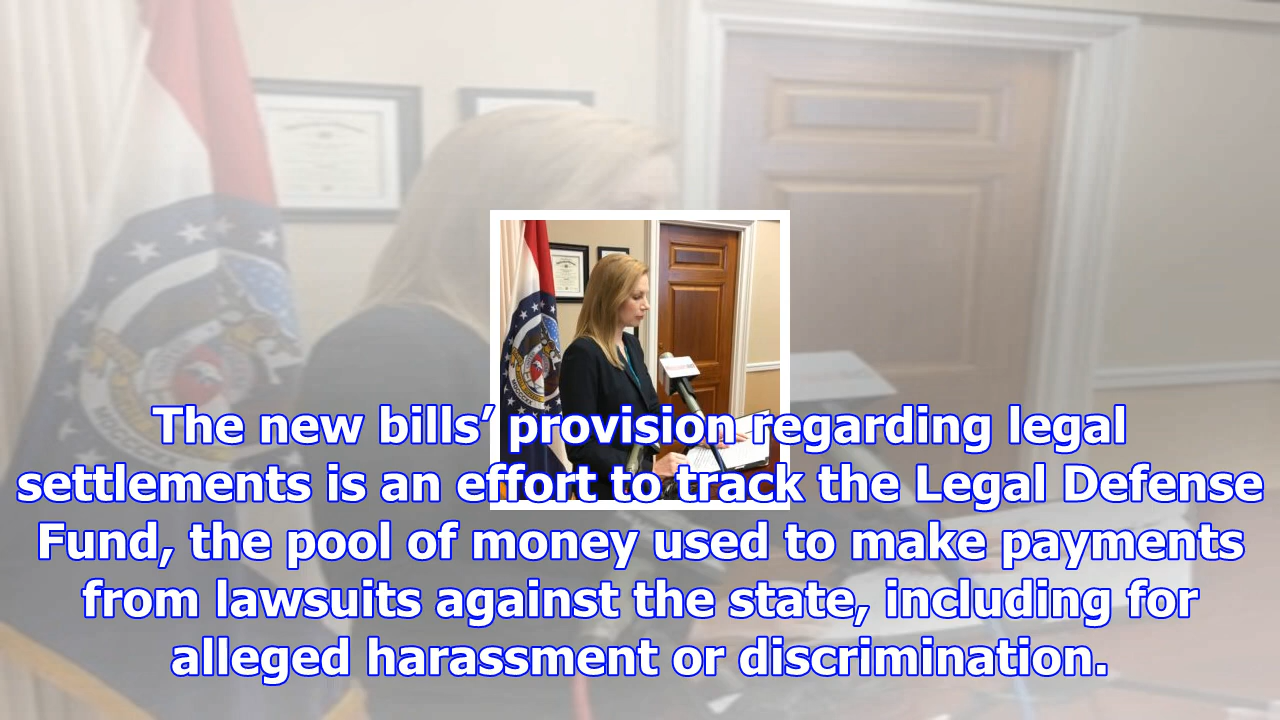 The new bills’ provision regarding legal
settlements is an effort to track the Legal Defense
Fund, the pool of money used to make payments
from lawsuits against the state, including for
alleged harassment or discrimination.